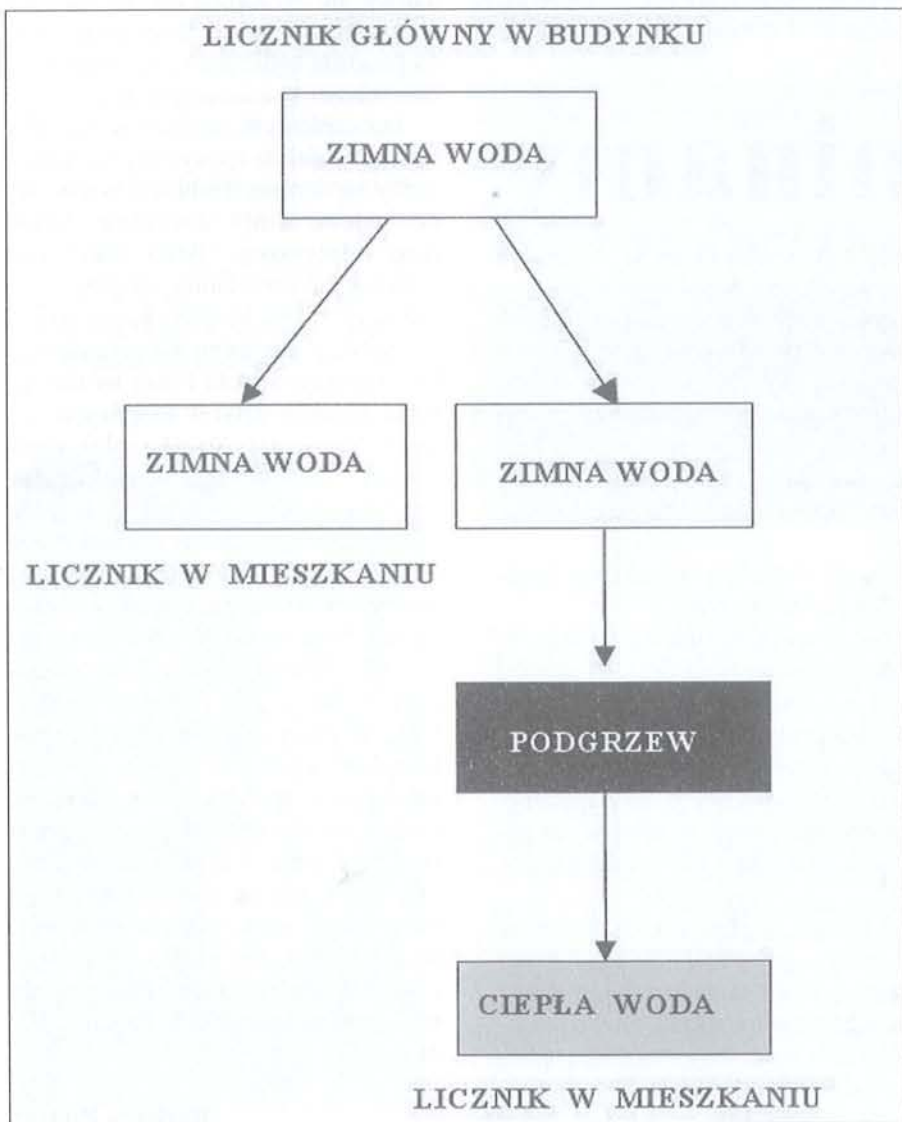 LICZNIK GŁÓWNY W BUDYNKU
ZIMNA WODA
ZIMNA WODA
ZIMNA WODA
LICZNIK W MIESZKANIU
PODGRZEW
CIEPŁA WODA
LICZNIK W MIESZKANIU